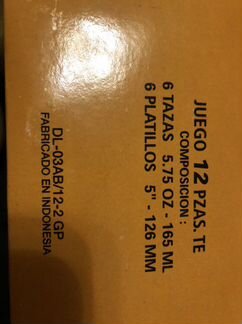 JUEGO 12 PZAS. TE
COMPOSICION :
6 TAZAS 5.75 OZ - 165 ML
6 PLATILLOS 5" - 126 MM
DL-03AB/12-2 GP
FABRICADO EN INDONESIA